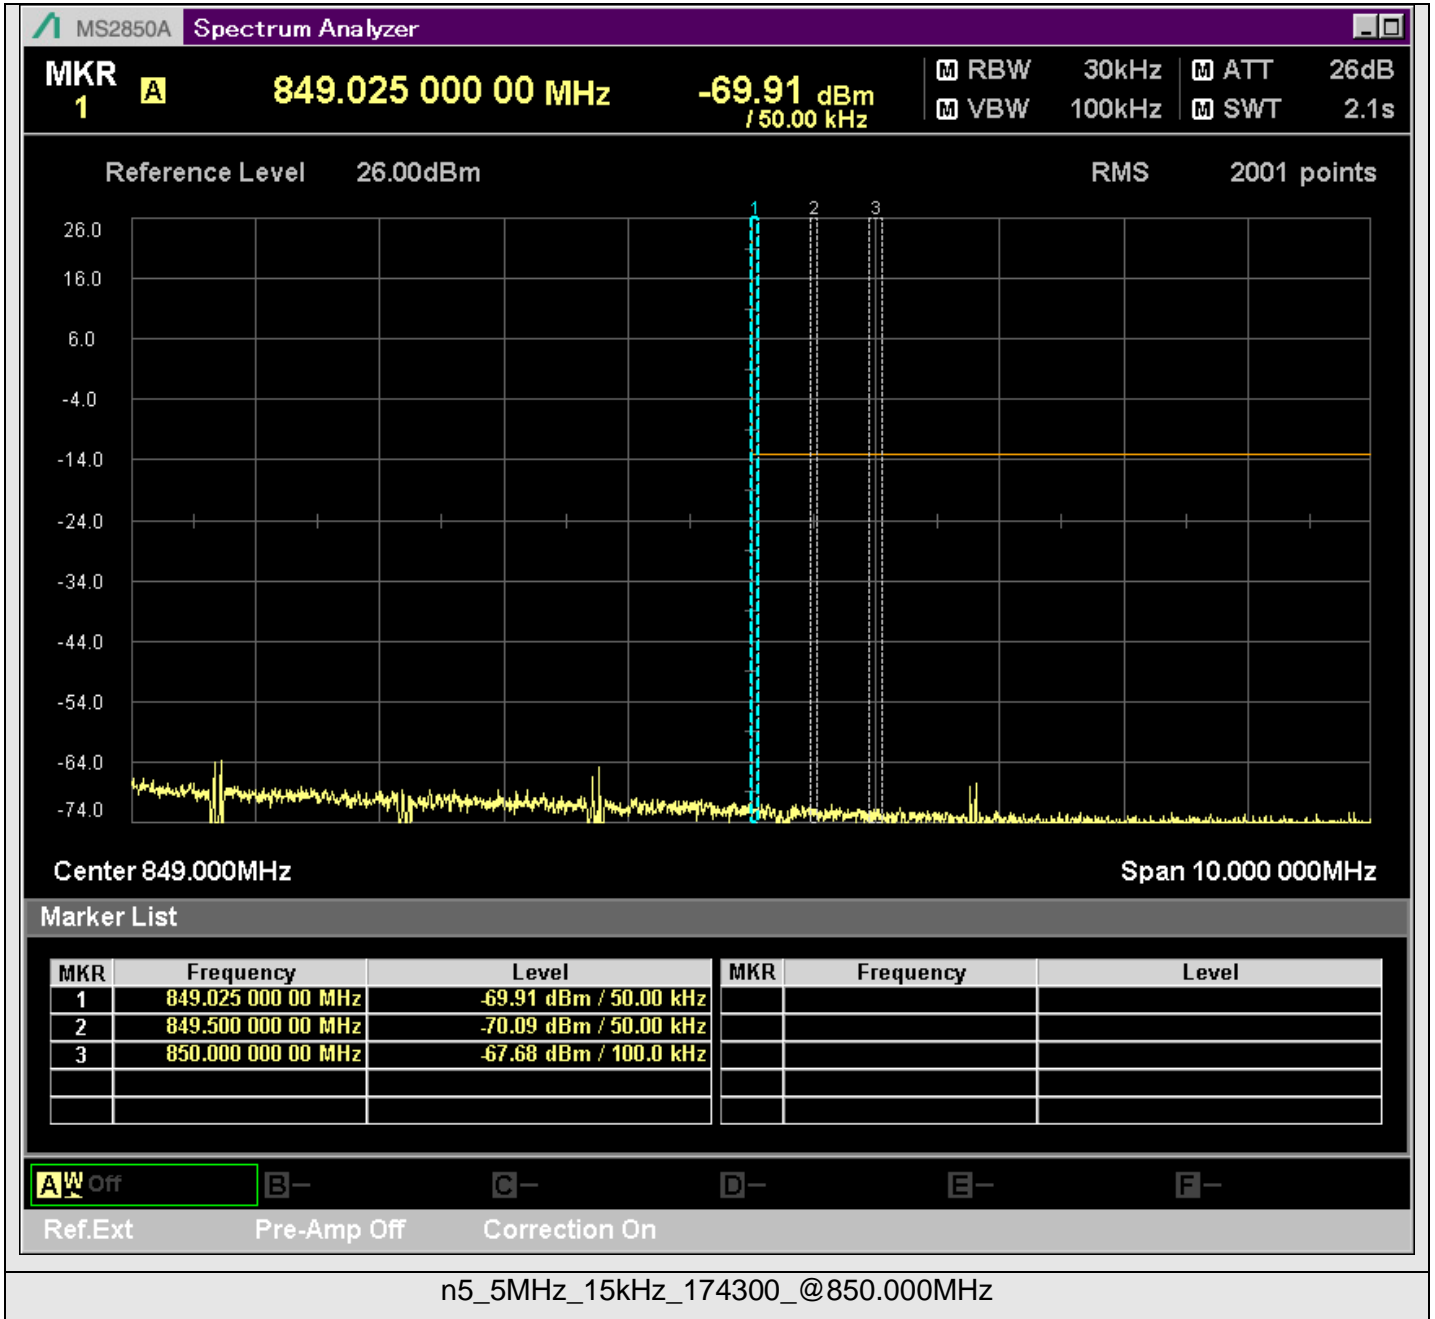 MS2850A Spectrum Analyzer
MKR 1 A 849.025 000 00 MHz -69.91 dBm / 50.00 kHz
M RBW 30kHz M ATT 26dB
M VBW 100kHz M SWT 2.1s
Reference Level 26.00dBm RMS 2001 points
1 2 3
26.0
16.0
6.0
-4.0
-14.0
-24.0
-34.0
-44.0
-54.0
-64.0
-74.0
Center 849.000MHz Span 10.000 000MHz
Marker List
MKR Frequency Level MKR Frequency Level
1 849.025 000 00 MHz -69.91 dBm / 50.00 kHz
2 849.500 000 00 MHz -70.09 dBm / 50.00 kHz
3 850.000 000 00 MHz -67.68 dBm / 100.0 kHz
A W Off B – C – D – E – F –
Ref.Ext Pre-Amp Off Correction On
n5_5MHz_15kHz_174300_@850.000MHz